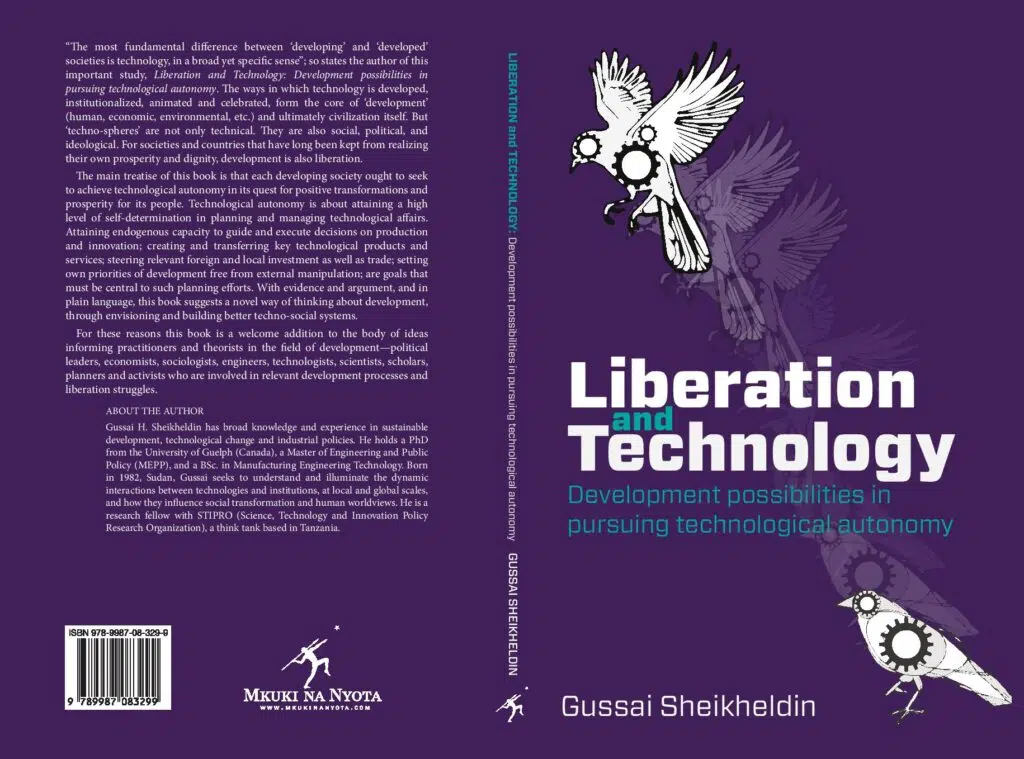 “The most fundamental difference between ‘developing’ and ‘developed’
societies is technology, in a broad yet specific sense”; so states the author of this
important study, Liberation and Technology: Development possibilities in
pursuing technological autonomy. The ways in which technology is developed,
institutionalized, animated and celebrated, form the core of ‘development’
(human, economic, environmental, etc.) and ultimately civilization itself. But
‘techno-spheres’ are not only technical. They are also social, political, and
ideological. For societies and countries that have long been kept from realizing
their own prosperity and dignity, development is also liberation.
The main treatise of this book is that each developing society ought to seek
to achieve technological autonomy in its quest for positive transformations and
prosperity for its people. Technological autonomy is about attaining a high
level of self-determination in planning and managing technological affairs.
Attaining endogenous capacity to guide and execute decisions on production
and innovation; creating and transferring key technological products and
services; steering relevant foreign and local investment as well as trade; setting
own priorities of development free from external manipulation; are goals that
must be central to such planning efforts. With evidence and argument, and in
plain language, this book suggests a novel way of thinking about development,
through envisioning and building better techno-social systems.
For these reasons this book is a welcome addition to the body of ideas
informing practitioners and theorists in the field of development—political
leaders, economists, sociologists, engineers, technologists, scientists, scholars,
planners and activists who are involved in relevant development processes and
liberation struggles.
ABOUT THE AUTHOR
Gussai H. Sheikheldin has broad knowledge and experience in sustainable
development, technological change and industrial policies. He holds a PhD
from the University of Guelph (Canada), a Master of Engineering and Public
Policy (MEPP), and a BSc. in Manufacturing Engineering Technology. Born
in 1982, Sudan, Gussai seeks to understand and illuminate the dynamic
interactions between technologies and institutions, at local and global scales,
and how they influence social transformation and human worldviews. He is a
research fellow with STIPRO (Science, Technology and Innovation Policy
Research Organization), a think tank based in Tanzania.
ISBN 978-9987-08-329-9
9 789987 083299
MKUKI NA NYOTA
WWW.MKUKINANYOTA.COM
LIBERATION and TECHNOLOGY: Development possibilities in pursuing technological autonomy GUSSAI SHEIKHELDIN
Liberation
and
Technology
Development possibilities in
pursuing technological autonomy
Gussai Sheikheldin